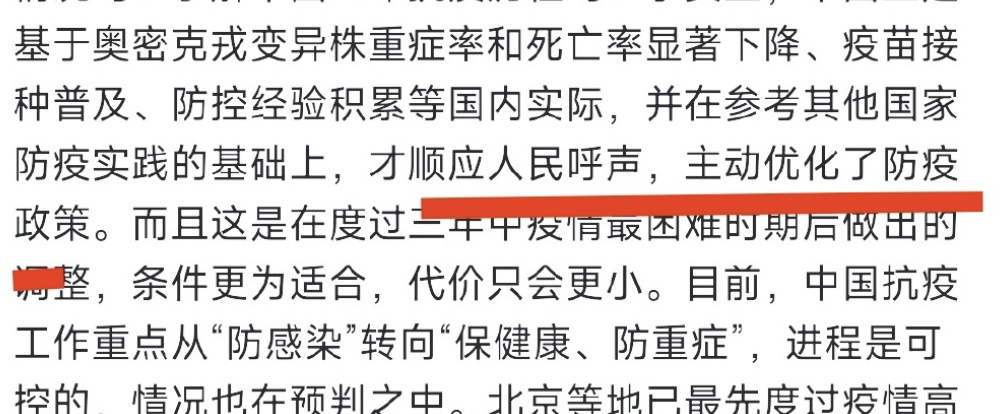 基于奥密克戎变异株重症率和死亡率显著下降、疫苗接
种普及、防控经验积累等国内实际，并在参考其他国家
防疫实践的基础上，才顺应人民呼声，主动优化了防疫
政策。而且这是在度过三年中疫情最困难时期后做出的
调整，条件更为适合，代价只会更小。目前，中国抗疫
工作重点从“防感染”转向“保健康、防重症”，进程是可
控的，情况也在预判之中。北京等地已最先度过疫情高